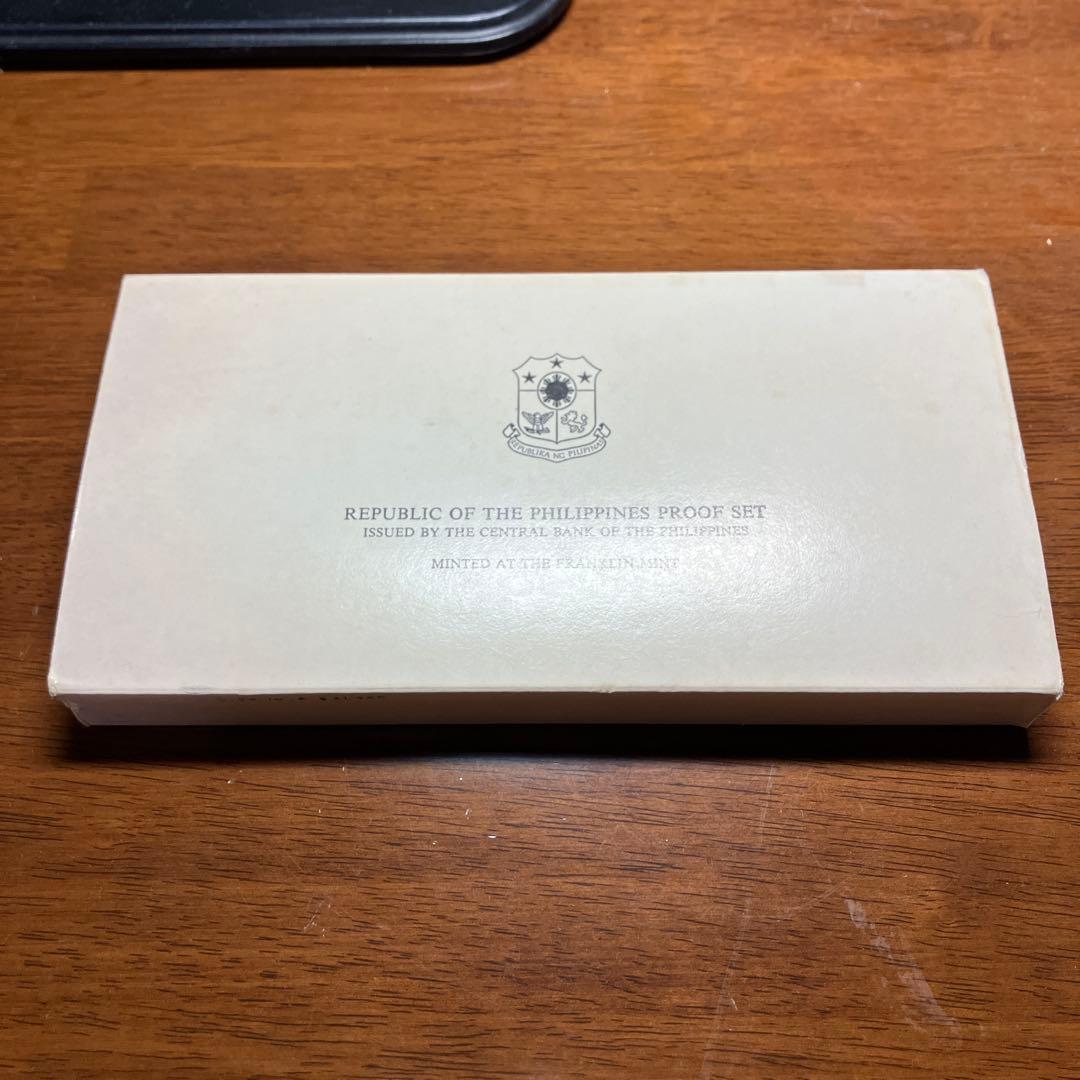 REPUBLIKA NG PILIPINAS
REPUBLIC OF THE PHILIPPINES PROOF SET
ISSUED BY THE CENTRAL BANK OF THE PHILIPPINES
MINTED AT THE FRANKLIN MINT